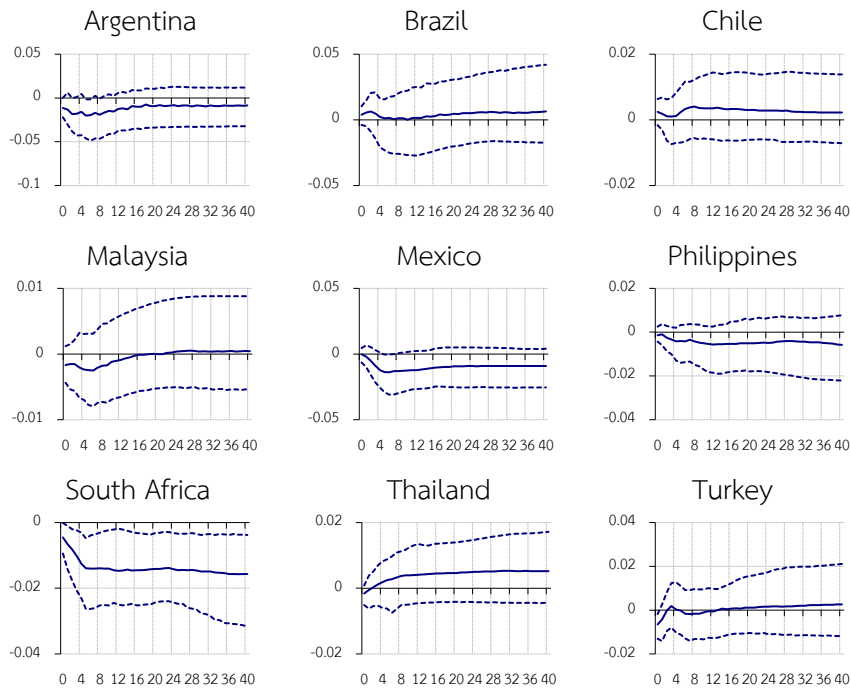 Argentina Brazil Chile
0.05 0.05 0.02
0 0 0
-0.05
-0.1 -0.05 -0.02
0 4 8 12 16 20 24 28 32 36 40 0 4 8 12 16 20 24 28 32 36 40 0 4 8 12 16 20 24 28 32 36 40
Malaysia Mexico Philippines
0.01 0.05 0.02
0 0 0
-0.02
-0.01 -0.05 -0.04
0 4 8 12 16 20 24 28 32 36 40 0 4 8 12 16 20 24 28 32 36 40 0 4 8 12 16 20 24 28 32 36 40
South Africa Thailand Turkey
0 0.02 0.04
0.02
-0.02 0 0
-0.04 -0.02 -0.02
0 4 8 12 16 20 24 28 32 36 40 0 4 8 12 16 20 24 28 32 36 40 0 4 8 12 16 20 24 28 32 36 40